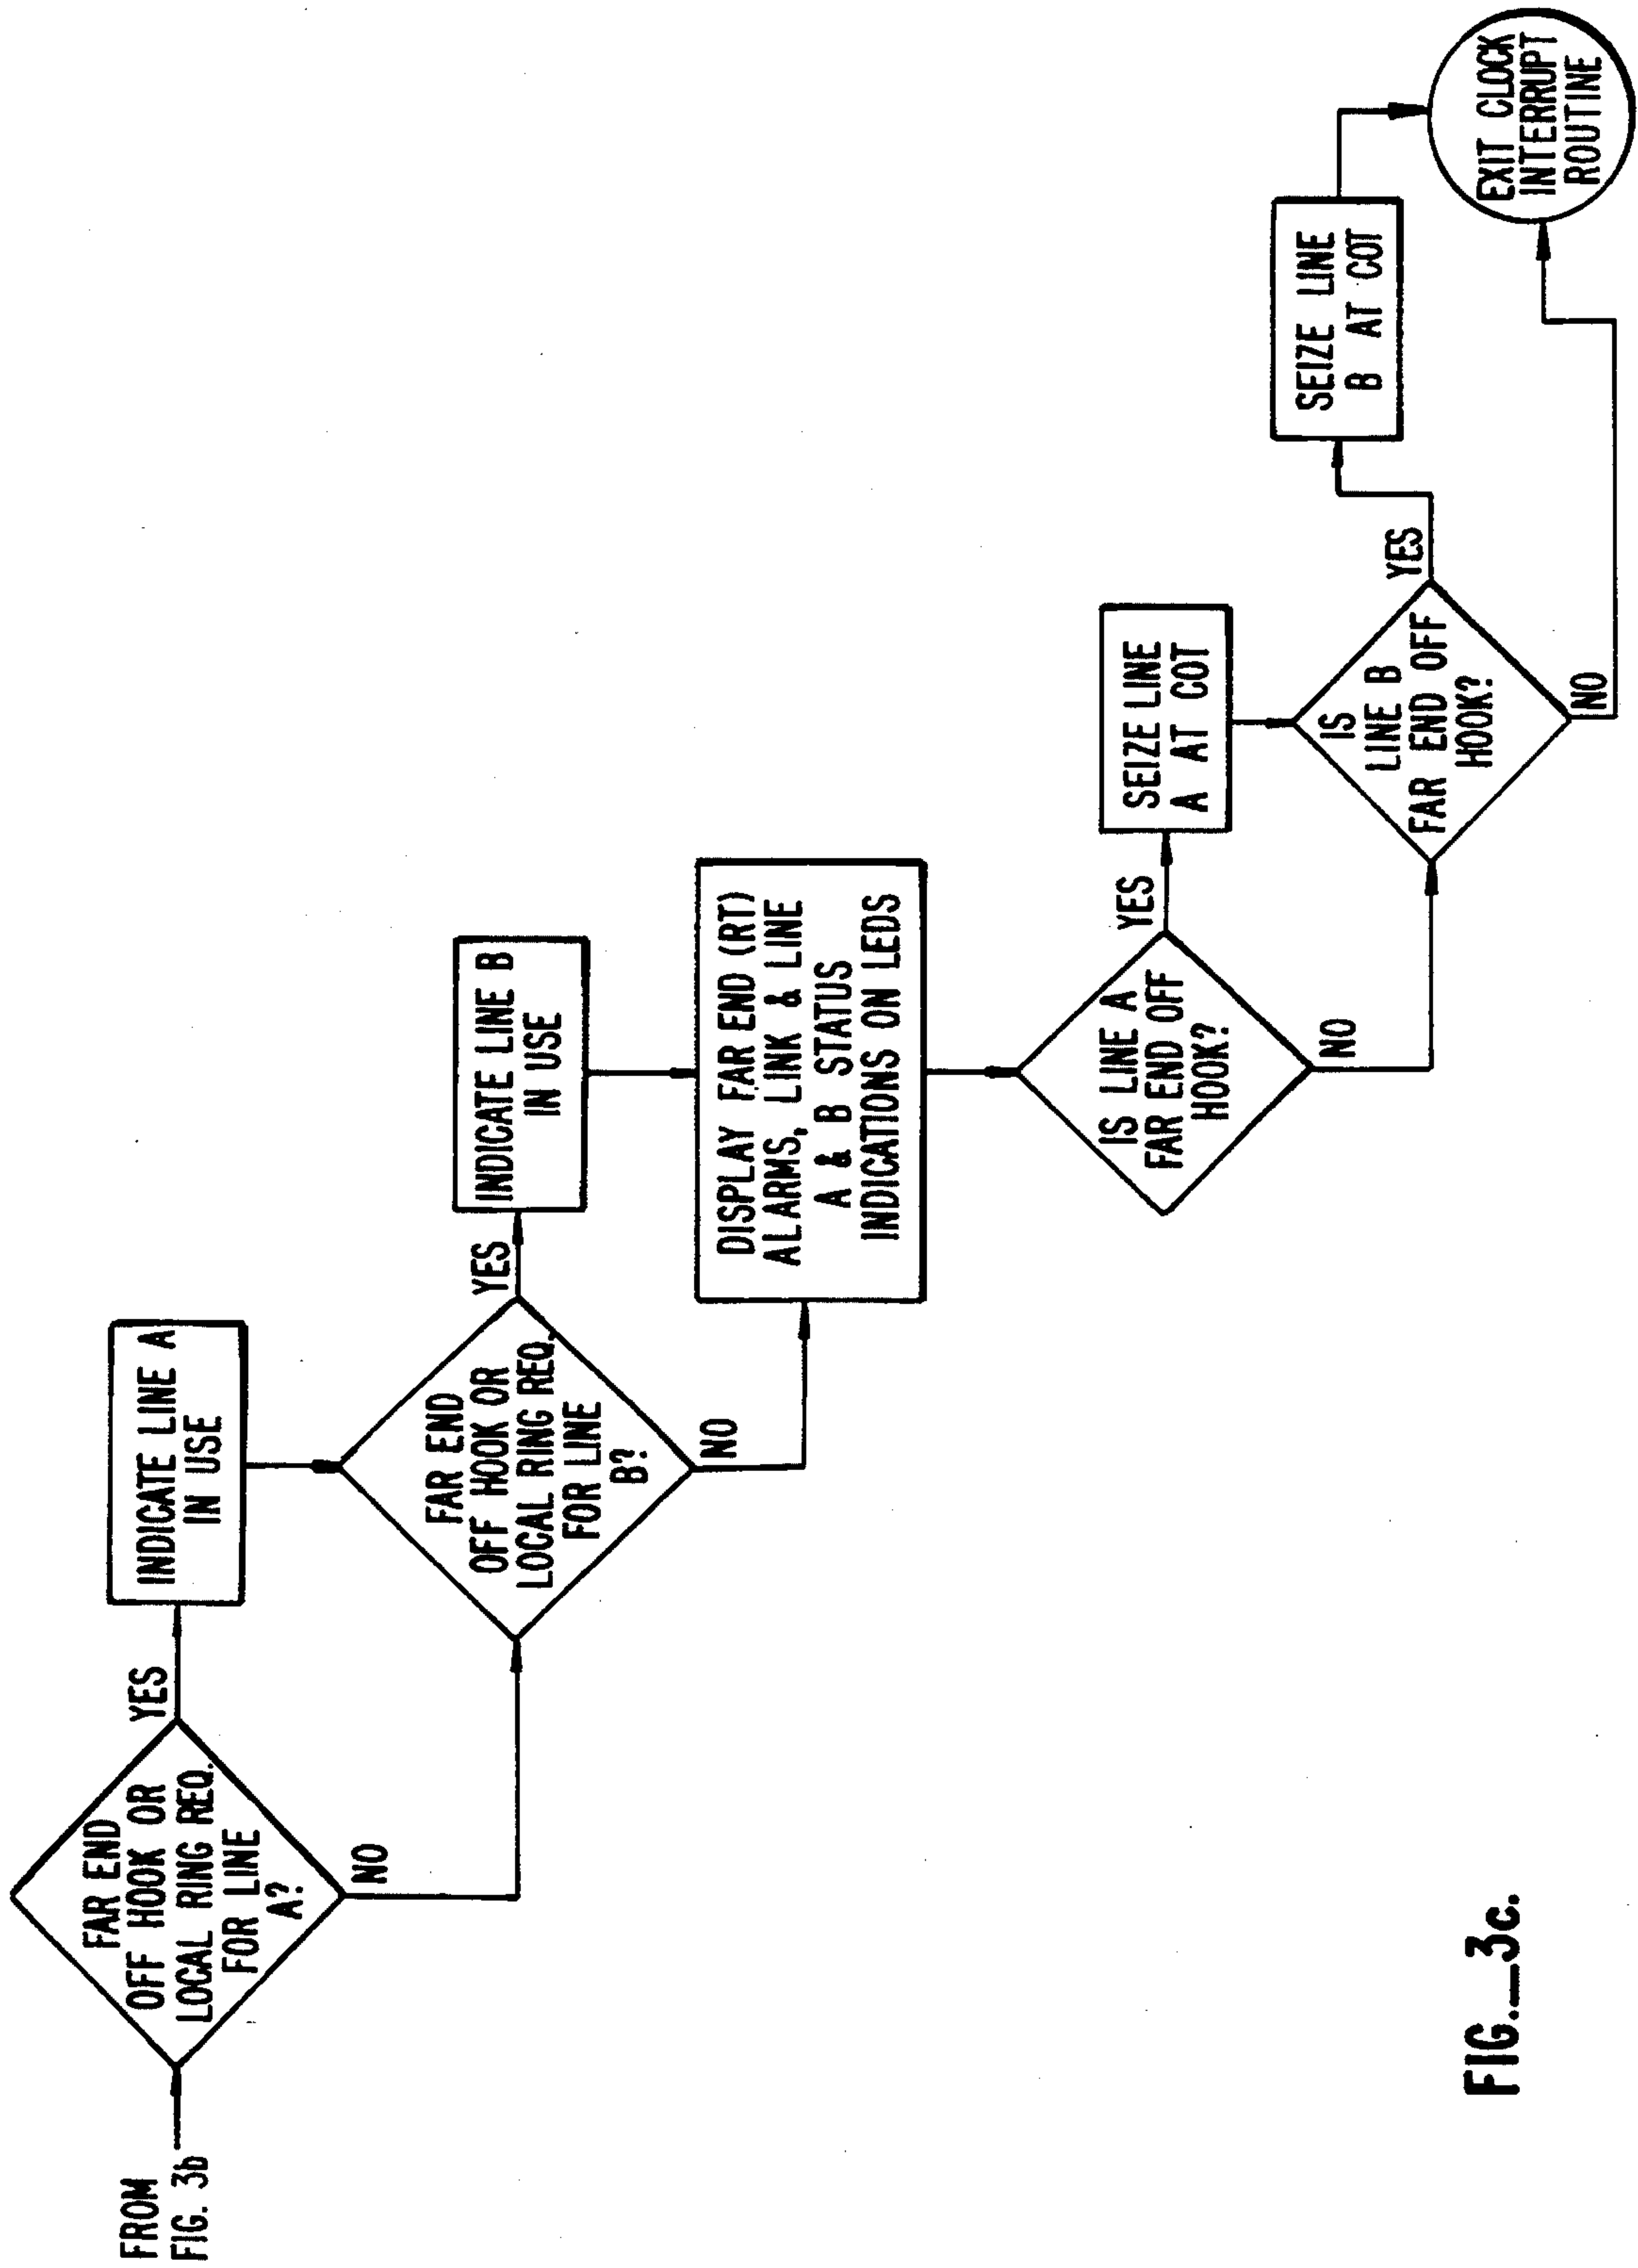 FROM
FIG. 3b
FAR END
OFF HOOK OR
LOCAL RING REQ.
FOR LINE
A?
YES
NO
INDICATE LINE A
IN USE
FAR END
OFF HOOK OR
LOCAL RING REQ.
FOR LINE
B?
YES
NO
INDICATE LINE B
IN USE
DISPLAY FAR END (RT)
ALARMS, LINK & LINE
A & B STATUS
INDICATIONS ON LEDS
IS LINE A
FAR END OFF
HOOK?
YES
NO
SEIZE LINE
A AT COT
IS
LINE B
FAR END OFF
HOOK?
YES
NO
SEIZE LINE
B AT COT
EXIT CLOCK
INTERRUPT
ROUTINE
FIG._3c.